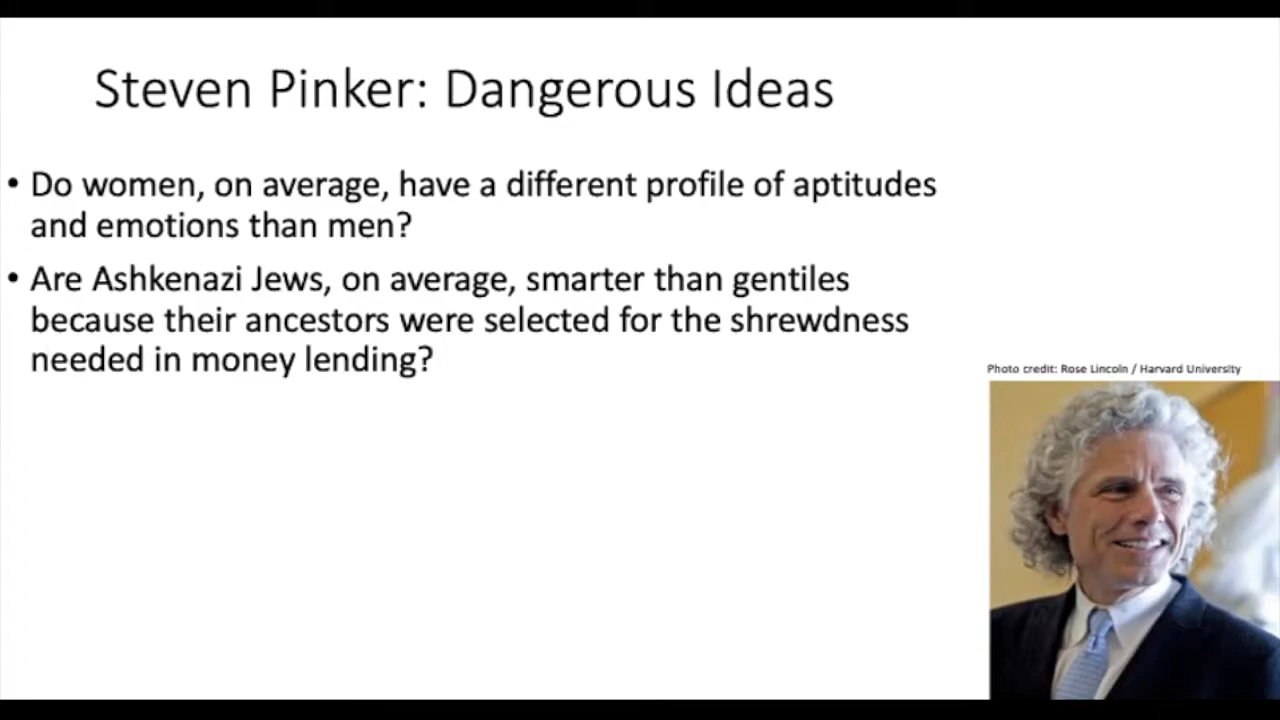 Steven Pinker: Dangerous Ideas
• Do women, on average, have a different profile of aptitudes
and emotions than men?
• Are Ashkenazi Jews, on average, smarter than gentiles
because their ancestors were selected for the shrewdness
needed in money lending?
Photo credit: Rose Lincoln / Harvard University